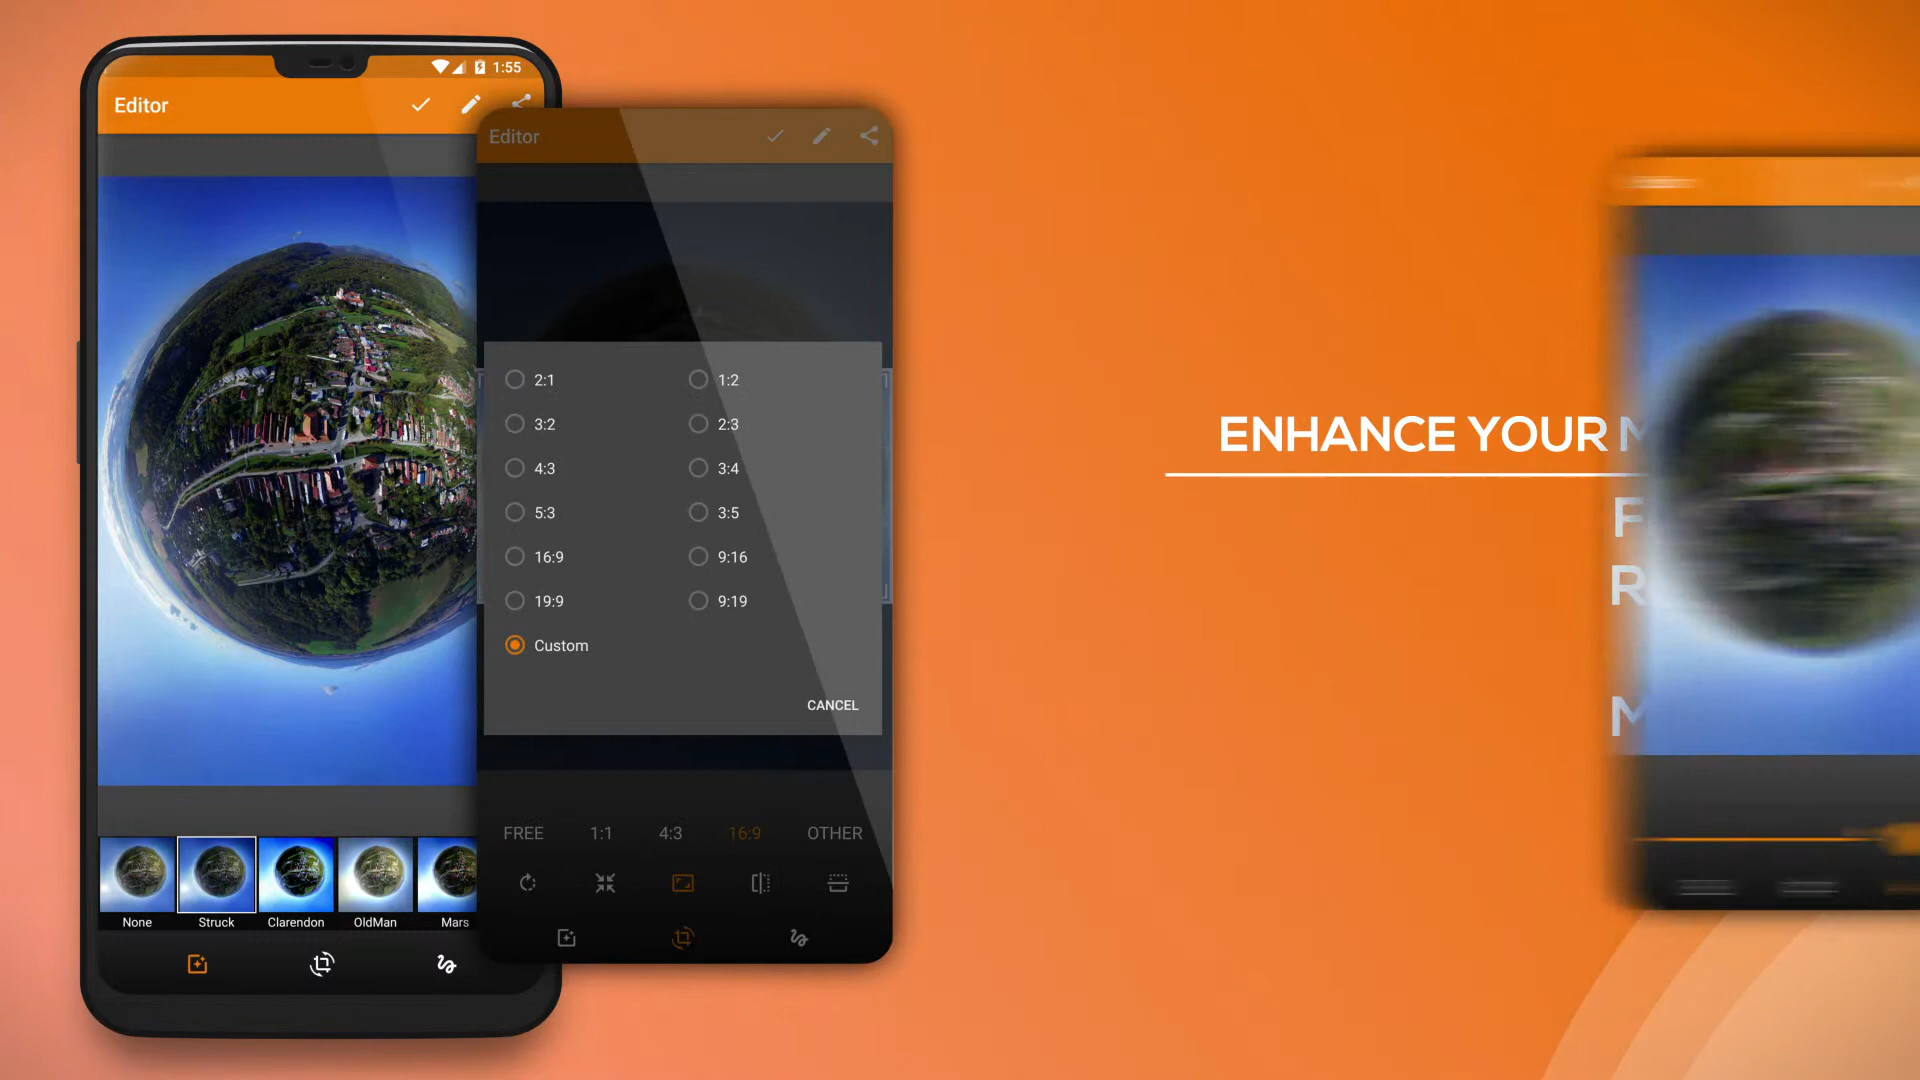 1:55
Editor
None
Struck
Clarendon
OldMan
Mars
Editor
2:1
1:2
3:2
2:3
4:3
3:4
5:3
3:5
16:9
9:16
19:9
9:19
Custom
CANCEL
FREE 1:1 4:3 16:9 OTHER
ENHANCE YOUR M
F
R
M